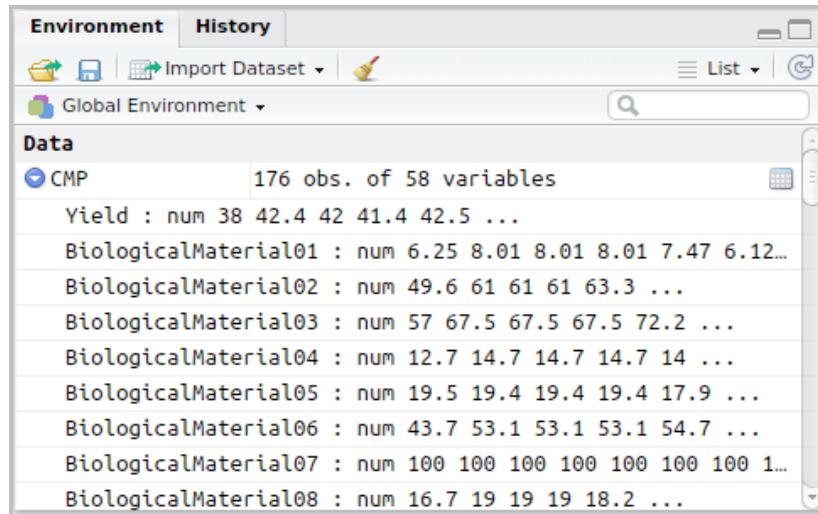 Environment History
Import Dataset List
Global Environment
Data
CMP 176 obs. of 58 variables
Yield : num 38 42.4 42 41.4 42.5 ...
BiologicalMaterial01 : num 6.25 8.01 8.01 8.01 7.47 6.12…
BiologicalMaterial02 : num 49.6 61 61 61 63.3 ...
BiologicalMaterial03 : num 57 67.5 67.5 67.5 72.2 ...
BiologicalMaterial04 : num 12.7 14.7 14.7 14.7 14 ...
BiologicalMaterial05 : num 19.5 19.4 19.4 19.4 17.9 ...
BiologicalMaterial06 : num 43.7 53.1 53.1 53.1 54.7 ...
BiologicalMaterial07 : num 100 100 100 100 100 100 100 1…
BiologicalMaterial08 : num 16.7 19 19 19 18.2 ...